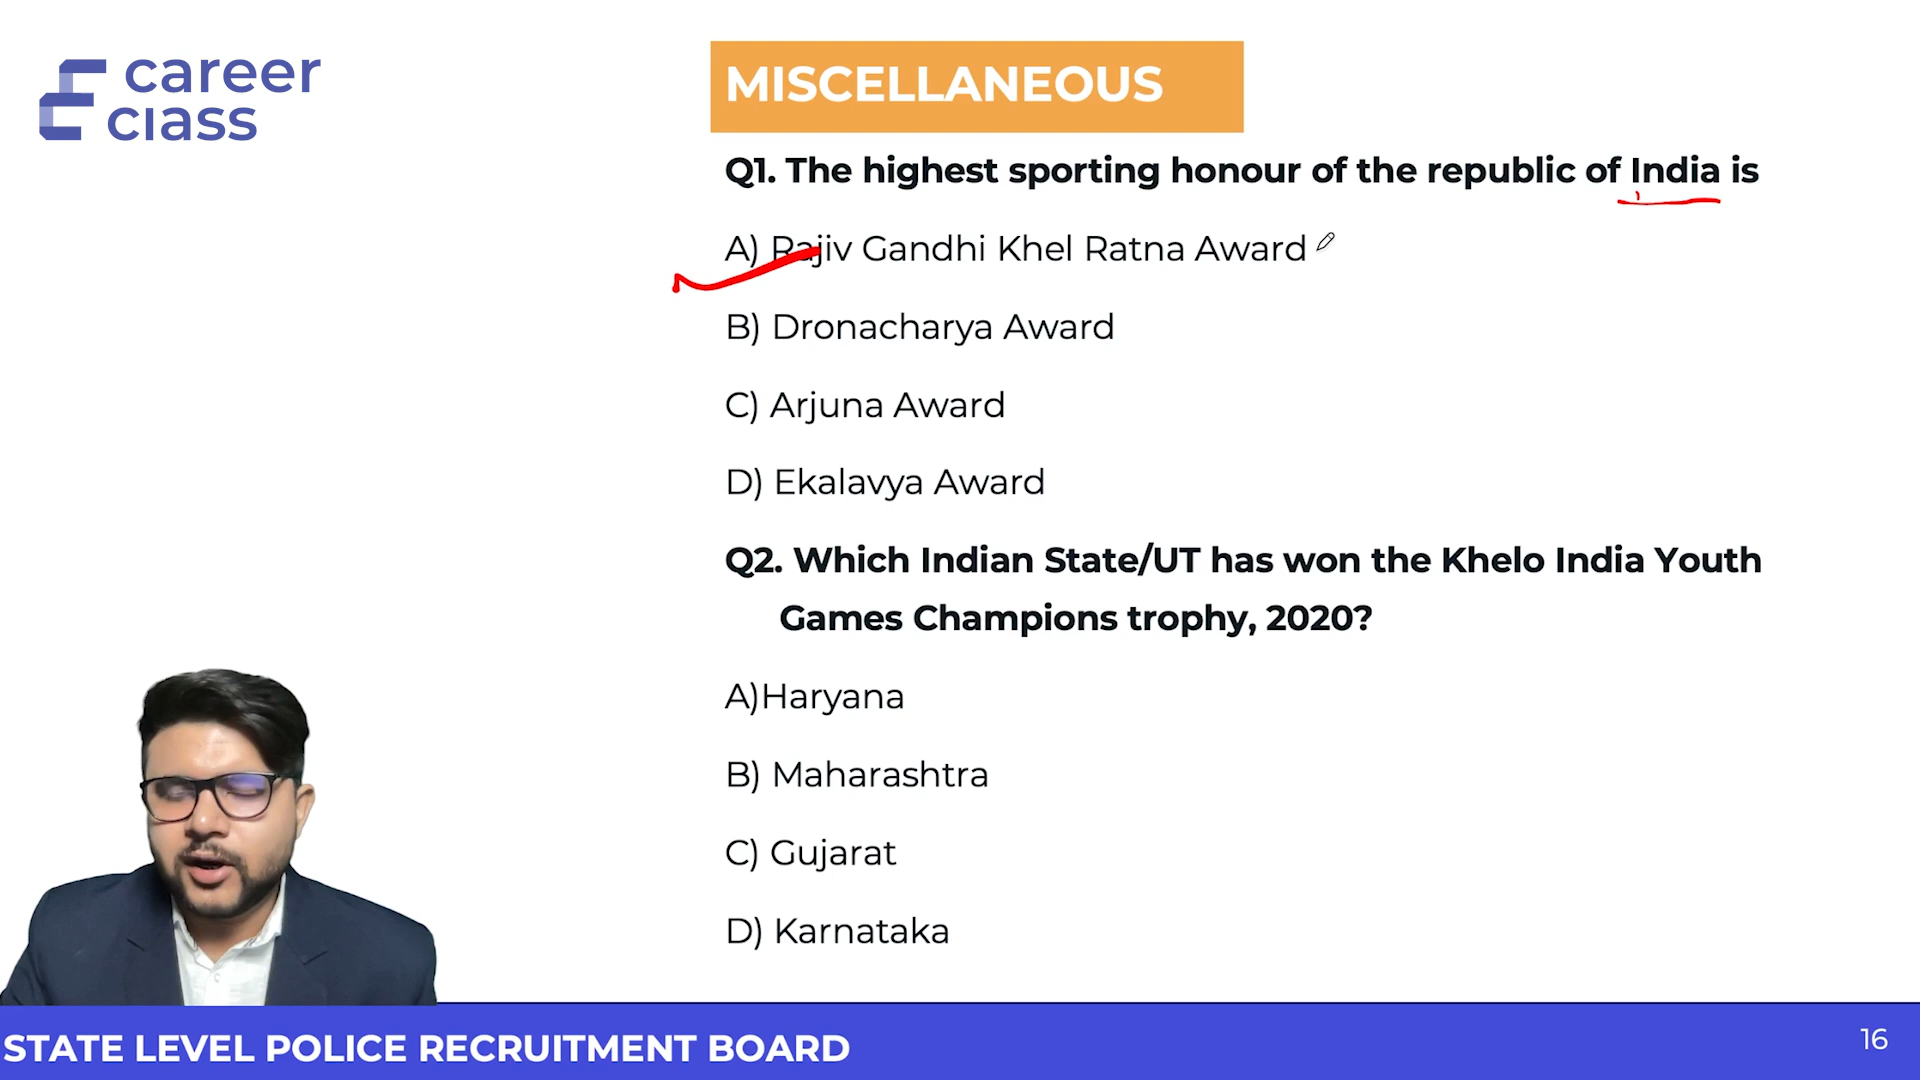 career
class
MISCELLANEOUS
Q1. The highest sporting honour of the republic of India is
A) Rajiv Gandhi Khel Ratna Award
B) Dronacharya Award
C) Arjuna Award
D) Ekalavya Award
Q2. Which Indian State/UT has won the Khelo India Youth
Games Champions trophy, 2020?
A)Haryana
B) Maharashtra
C) Gujarat
D) Karnataka
STATE LEVEL POLICE RECRUITMENT BOARD
16